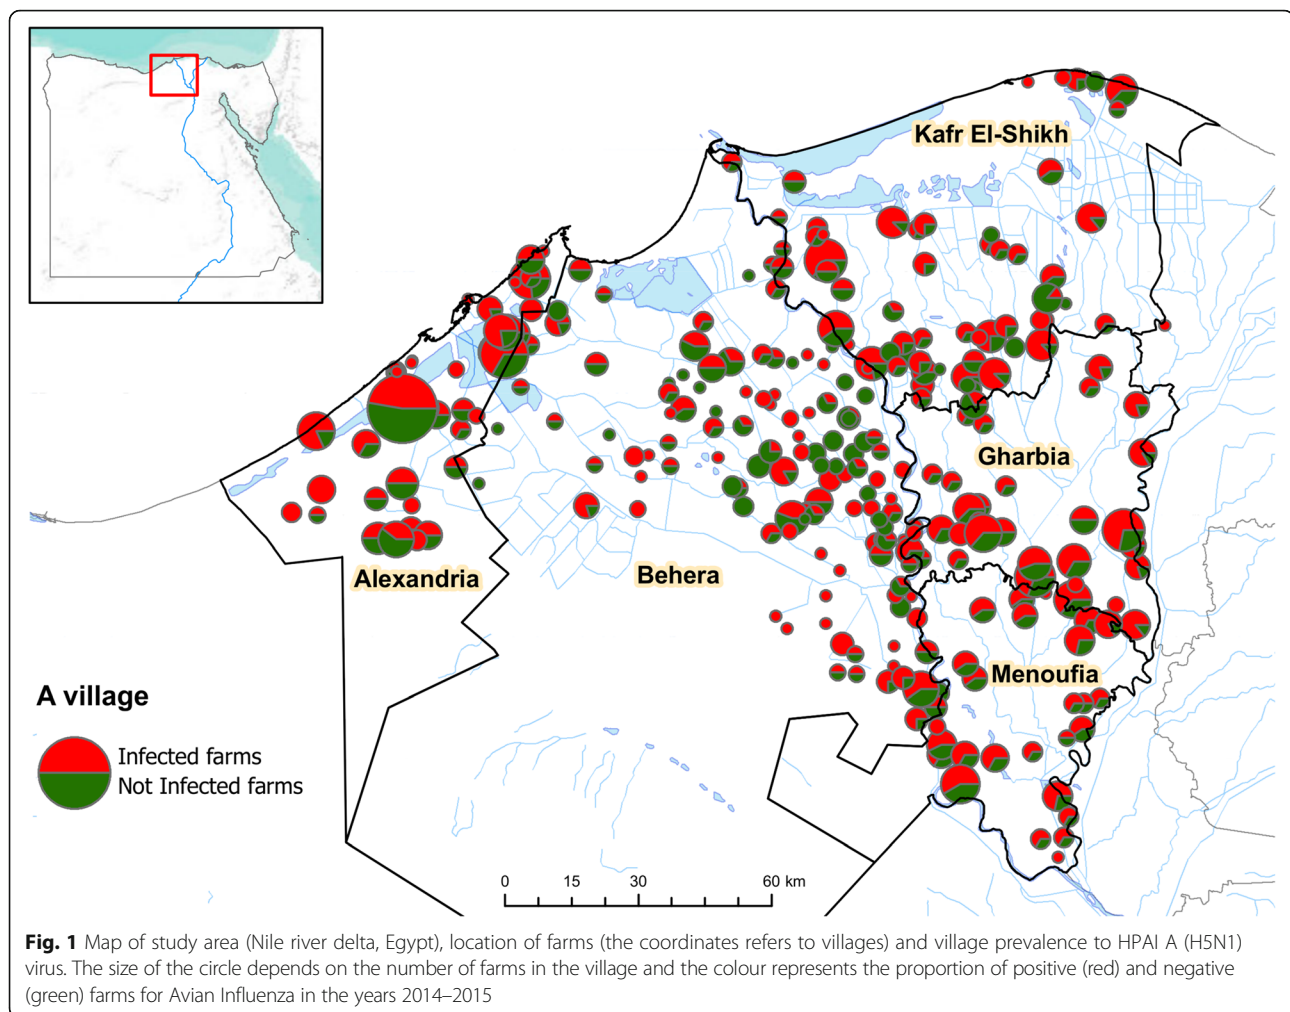 Kafr El-Shikh
Gharbia
Alexandria
Behera
Menoufia
A village
Infected farms
Not Infected farms
0 15 30 60 km
Fig. 1 Map of study area (Nile river delta, Egypt), location of farms (the coordinates refers to villages) and village prevalence to HPAI A (H5N1)
virus. The size of the circle depends on the number of farms in the village and the colour represents the proportion of positive (red) and negative
(green) farms for Avian Influenza in the years 2014–2015